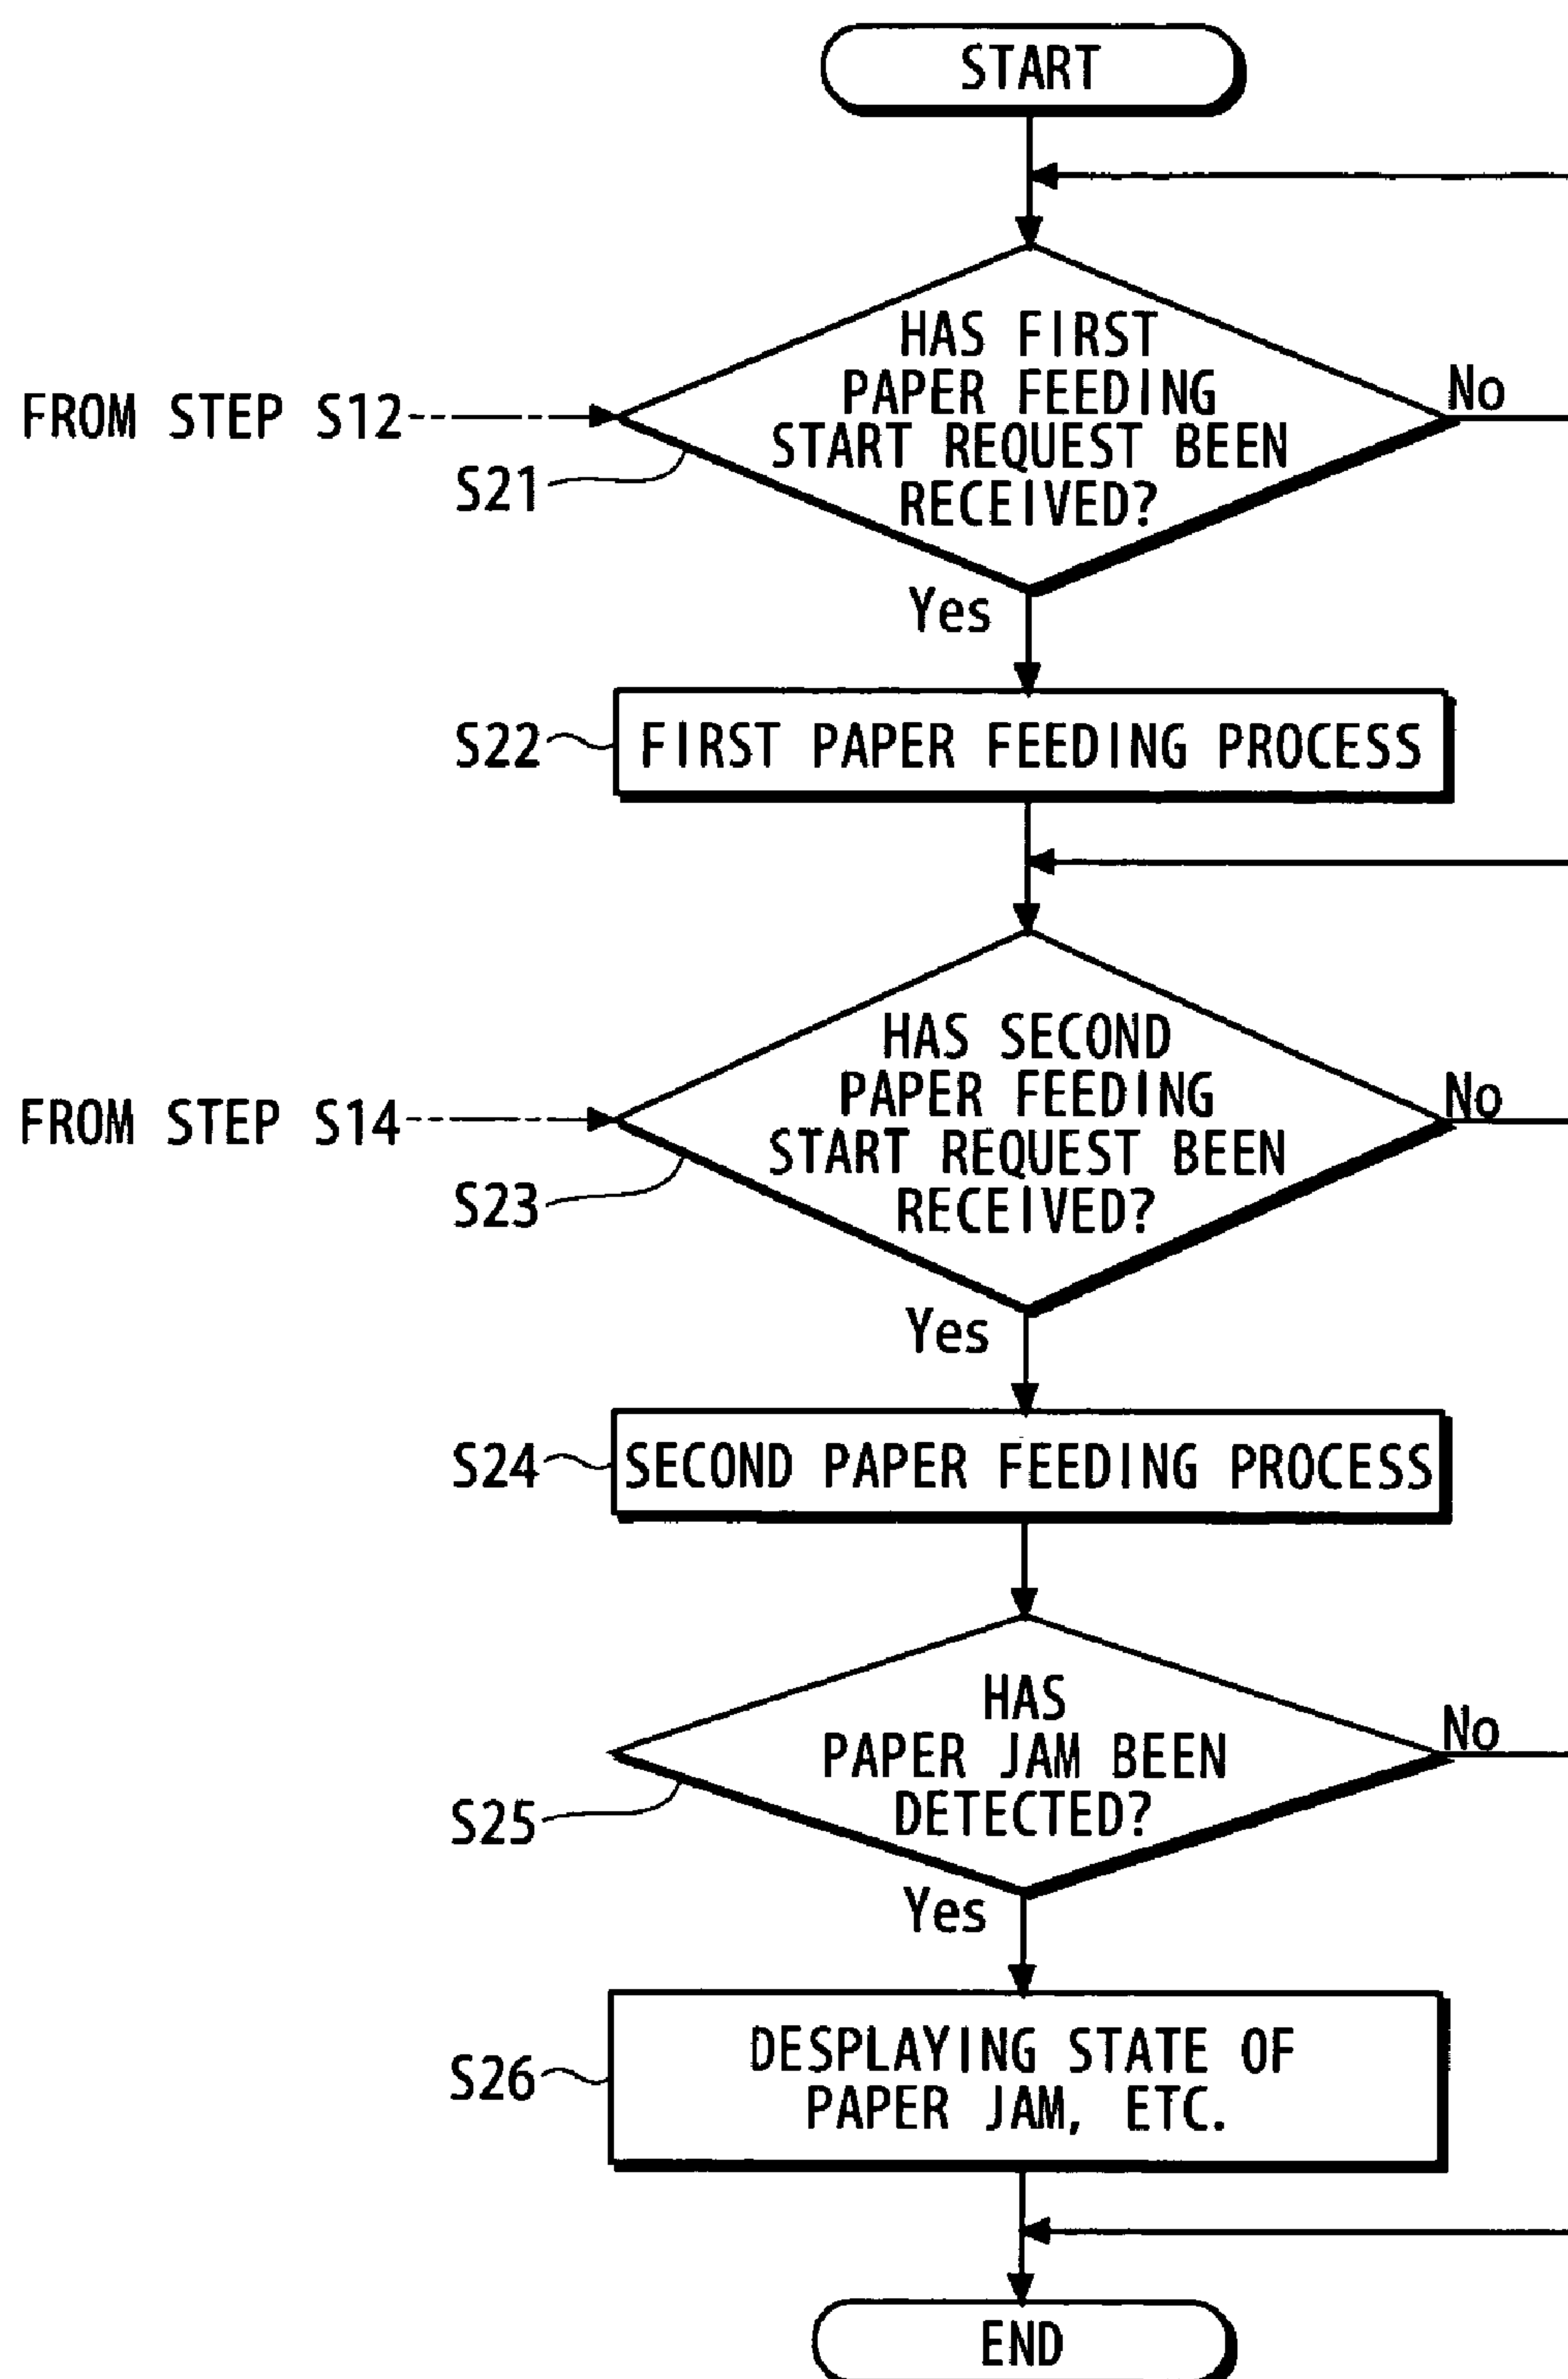 START
HAS FIRST
PAPER FEEDING
START REQUEST BEEN
RECEIVED?
No
FROM STEP S12
S21
Yes
S22
FIRST PAPER FEEDING PROCESS
HAS SECOND
PAPER FEEDING
START REQUEST BEEN
RECEIVED?
No
FROM STEP S14
S23
Yes
S24
SECOND PAPER FEEDING PROCESS
HAS
PAPER JAM BEEN
DETECTED?
No
S25
Yes
S26
DESPLAYING STATE OF
PAPER JAM, ETC.
END